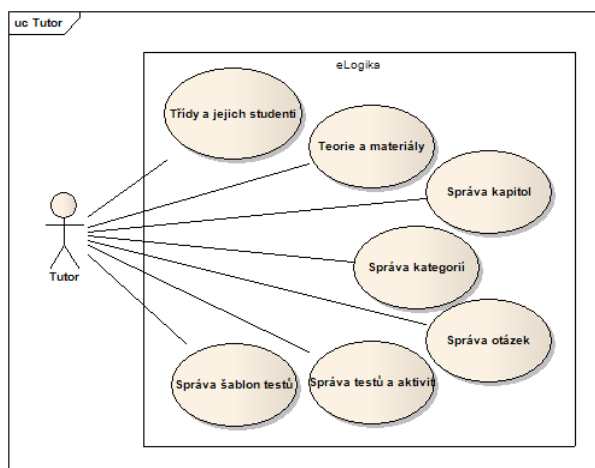 uc Tutor
eLogika
Třídy a jejich studenti
Teorie a materiály
Správa kapitol
Správa kategorií
Správa otázek
Správa testů a aktivit
Správa šablon testů
Tutor